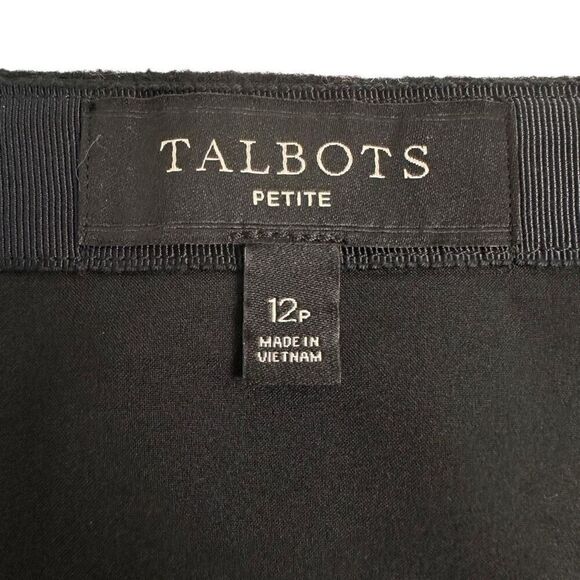 TALBOTS
PETITE
12P
MADE IN
VIETNAM